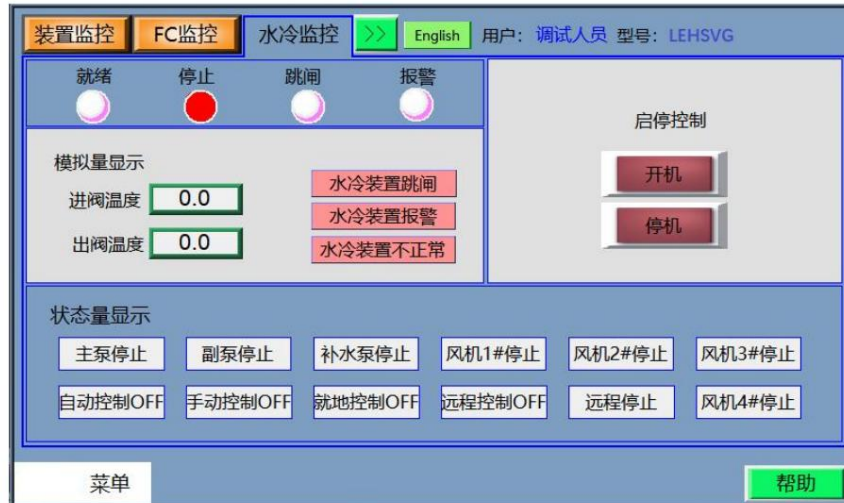 装置监控 FC监控 水冷监控 >> English 用户：调试人员 型号：LEHSVG
就绪 停止 跳闸 报警
启停控制
开机
停机
模拟量显示
进阀温度 0.0
出阀温度 0.0
水冷装置跳闸
水冷装置报警
水冷装置不正常
状态量显示
主泵停止 副泵停止 补水泵停止 风机1#停止 风机2#停止 风机3#停止
自动控制OFF 手动控制OFF 就地控制OFF 远程控制OFF 远程停止 风机4#停止
菜单 帮助